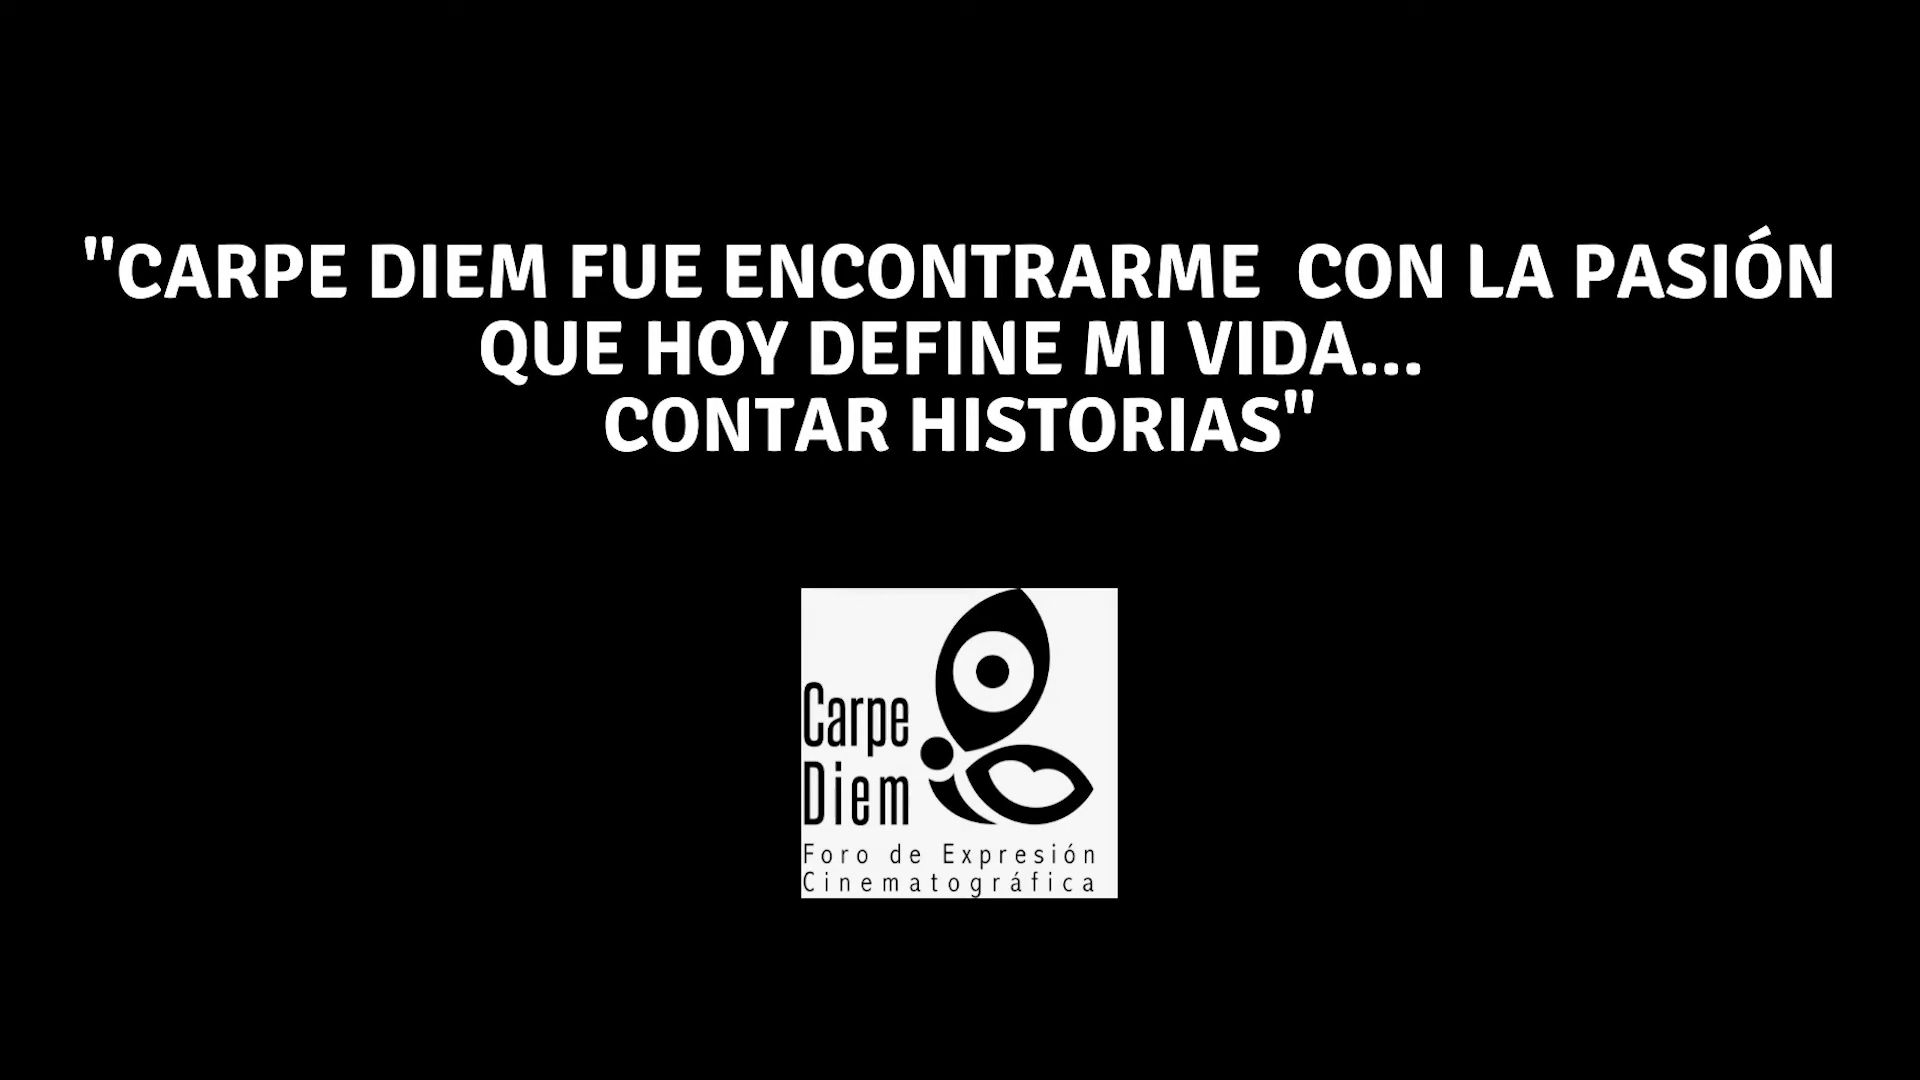 "CARPE DIEM FUE ENCONTRARME  CON LA PASIÓN
QUE HOY DEFINE MI VIDA...
CONTAR HISTORIAS"
Carpe
Diem
Foro de Expresión
Cinematográfica